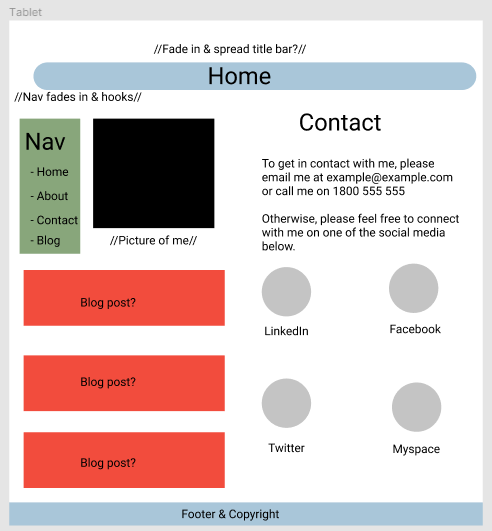 Tablet
//Fade in & spread title bar?//
Home
//Nav fades in & hooks//
Nav
- Home
- About
- Contact
- Blog
//Picture of me//
Blog post?
Blog post?
Blog post?
Contact
To get in contact with me, please
email me at example@example.com
or call me on 1800 555 555
Otherwise, please feel free to connect
with me on one of the social media
below.
LinkedIn
Facebook
Twitter
Myspace
Footer & Copyright